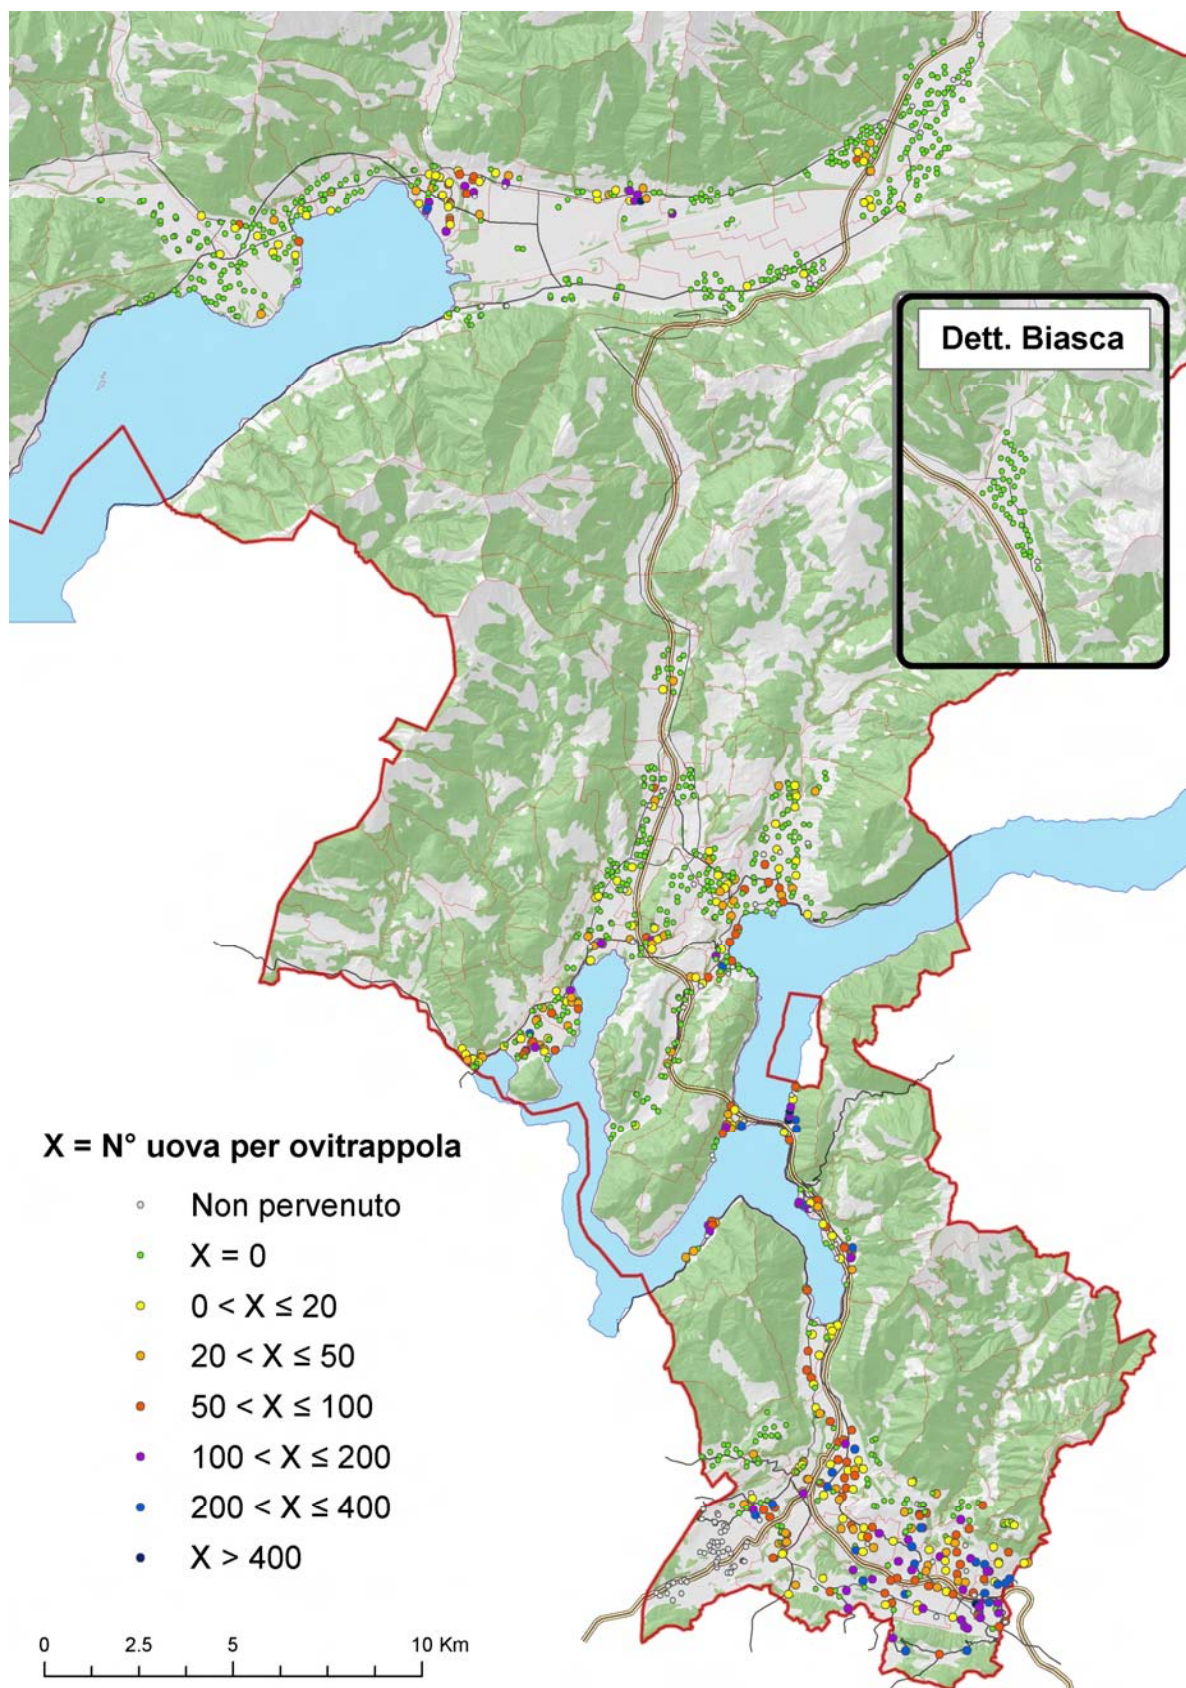 Dett. Biasca
X = N° uova per ovitrappola
Non pervenuto
X = 0
0 < X ≤ 20
20 < X ≤ 50
50 < X ≤ 100
100 < X ≤ 200
200 < X ≤ 400
X > 400
0 2.5 5 10 Km